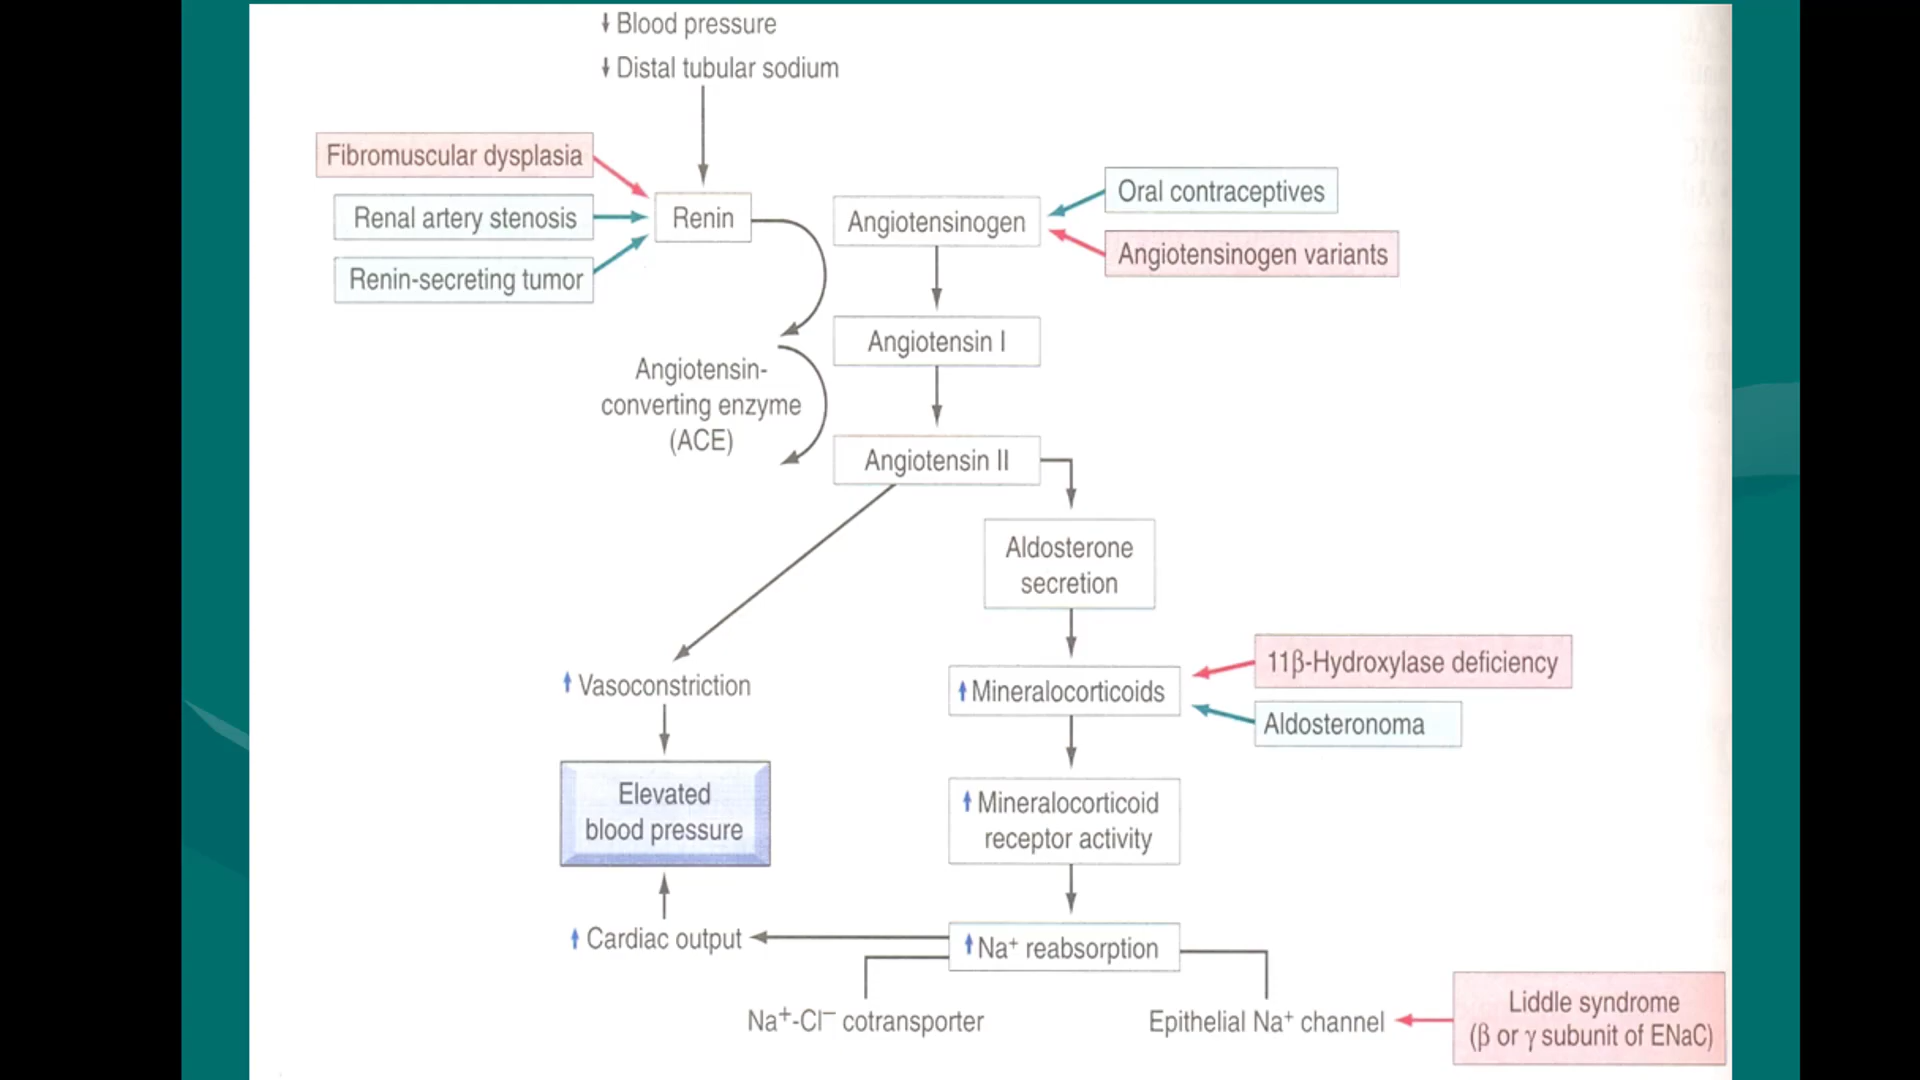 ↓ Blood pressure
↓ Distal tubular sodium
Fibromuscular dysplasia
Renal artery stenosis
Renin-secreting tumor
Renin
Angiotensinogen
Oral contraceptives
Angiotensinogen variants
Angiotensin I
Angiotensin-
converting enzyme
(ACE)
Angiotensin II
Aldosterone
secretion
↑ Vasoconstriction
↑ Mineralocorticoids
11β-Hydroxylase deficiency
Aldosteronoma
Elevated
blood pressure
↑ Mineralocorticoid
receptor activity
↑ Cardiac output
↑ Na⁺ reabsorption
Na⁺-Cl⁻ cotransporter
Epithelial Na⁺ channel
Liddle syndrome
(β or γ subunit of ENaC)